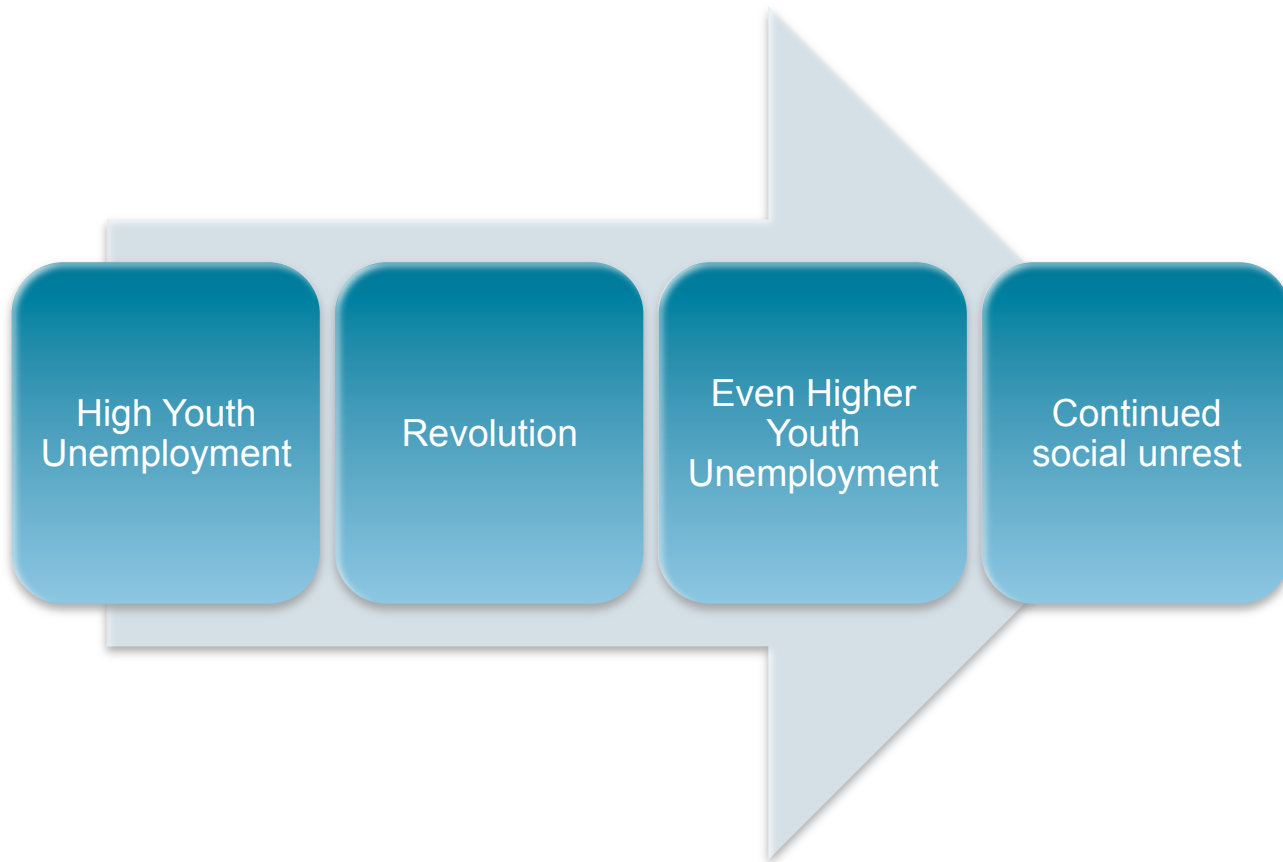 High Youth
Unemployment
Revolution
Even Higher
Youth
Unemployment
Continued
social unrest